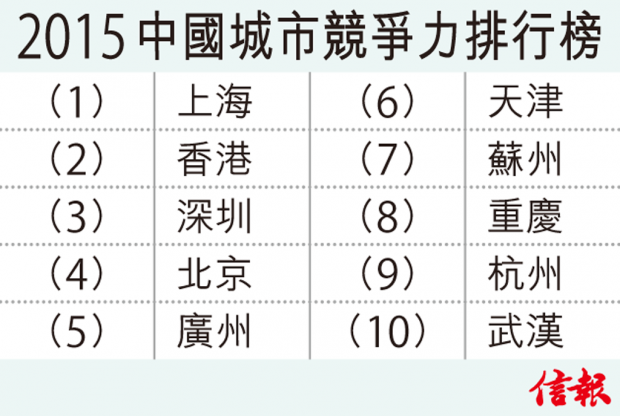 2015中國城市競爭力排行榜
（1） 上海 （6） 天津
（2） 香港 （7） 蘇州
（3） 深圳 （8） 重慶
（4） 北京 （9） 杭州
（5） 廣州 （10） 武漢
信報